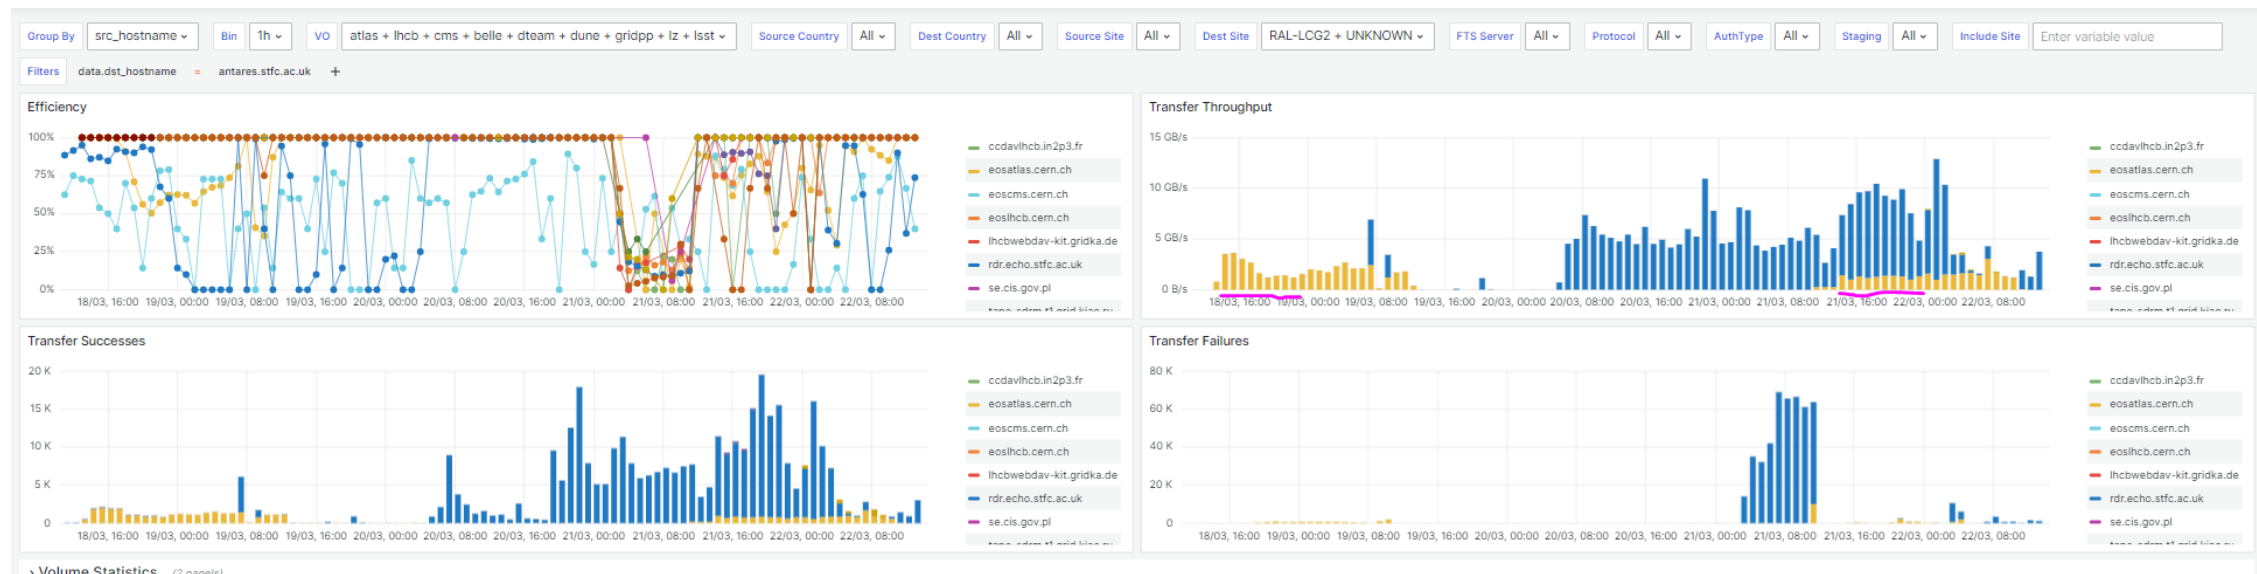 Group By src_hostname Bin 1h VO atlas + lhcb + cms + belle + dteam + dune + gridpp + lz + lsst Source Country All Dest Country All Source Site All Dest Site RAL-LCG2 + UNKNOWN FTS Server All Protocol All AuthType All Staging All Include Site Enter variable value
Filters data.dst_hostname = antares.stfc.ac.uk +
Efficiency
100%
75%
50%
25%
0%
18/03, 16:00 19/03, 00:00 19/03, 08:00 19/03, 16:00 20/03, 00:00 20/03, 08:00 20/03, 16:00 21/03, 00:00 21/03, 08:00 21/03, 16:00 22/03, 00:00 22/03, 08:00
ccdavlhcb.in2p3.fr
eosatlas.cern.ch
eoscms.cern.ch
eoslhcb.cern.ch
lhcbwebdav-kit.gridka.de
rdr.echo.stfc.ac.uk
se.cis.gov.pl
Transfer Throughput
15 GB/s
10 GB/s
5 GB/s
0 B/s
18/03, 16:00 19/03, 00:00 19/03, 08:00 19/03, 16:00 20/03, 00:00 20/03, 08:00 20/03, 16:00 21/03, 00:00 21/03, 08:00 21/03, 16:00 22/03, 00:00 22/03, 08:00
ccdavlhcb.in2p3.fr
eosatlas.cern.ch
eoscms.cern.ch
eoslhcb.cern.ch
lhcbwebdav-kit.gridka.de
rdr.echo.stfc.ac.uk
se.cis.gov.pl
Transfer Successes
20 K
15 K
10 K
5 K
0
18/03, 16:00 19/03, 00:00 19/03, 08:00 19/03, 16:00 20/03, 00:00 20/03, 08:00 20/03, 16:00 21/03, 00:00 21/03, 08:00 21/03, 16:00 22/03, 00:00 22/03, 08:00
ccdavlhcb.in2p3.fr
eosatlas.cern.ch
eoscms.cern.ch
eoslhcb.cern.ch
lhcbwebdav-kit.gridka.de
rdr.echo.stfc.ac.uk
se.cis.gov.pl
Transfer Failures
80 K
60 K
40 K
20 K
0
18/03, 16:00 19/03, 00:00 19/03, 08:00 19/03, 16:00 20/03, 00:00 20/03, 08:00 20/03, 16:00 21/03, 00:00 21/03, 08:00 21/03, 16:00 22/03, 00:00 22/03, 08:00
ccdavlhcb.in2p3.fr
eosatlas.cern.ch
eoscms.cern.ch
eoslhcb.cern.ch
lhcbwebdav-kit.gridka.de
rdr.echo.stfc.ac.uk
se.cis.gov.pl
Volume Statistics (2 panels)